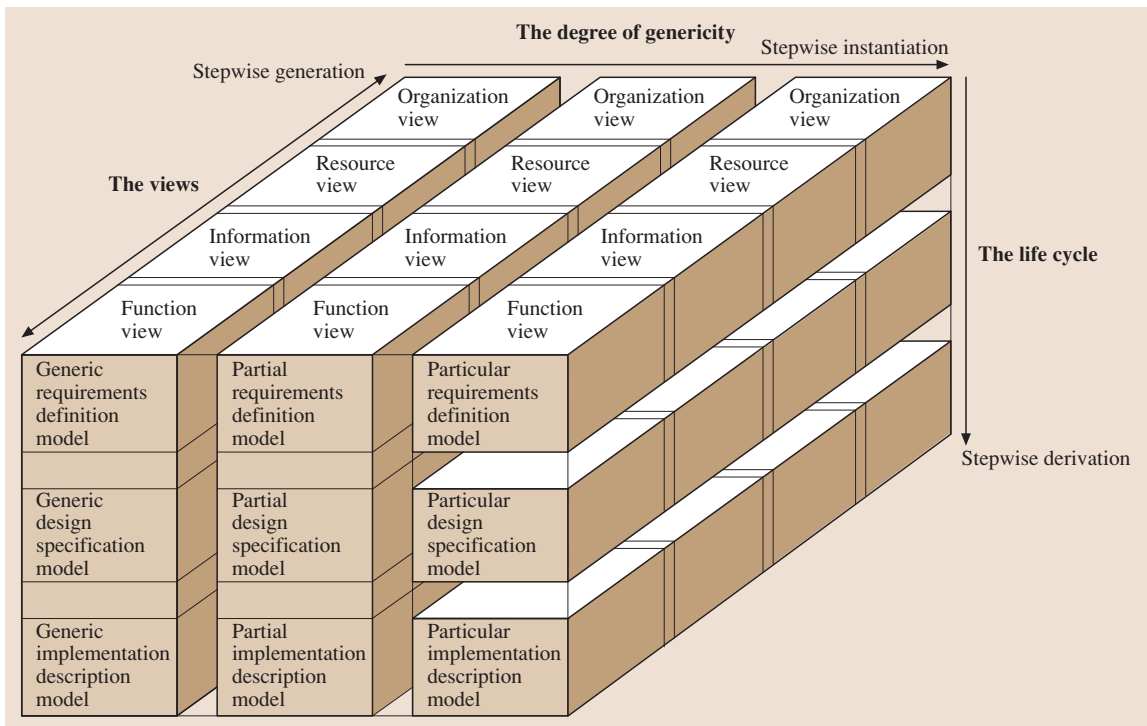 The degree of genericity
Stepwise instantiation
Stepwise generation
Organization
view
Organization
view
Organization
view
Resource
view
Resource
view
Resource
view
The views
Information
view
Information
view
Information
view
The life cycle
Function
view
Function
view
Function
view
Generic
requirements
definition
model
Partial
requirements
definition
model
Particular
requirements
definition
model
Stepwise derivation
Generic
design
specification
model
Partial
design
specification
model
Particular
design
specification
model
Generic
implementation
description
model
Partial
implementation
description
model
Particular
implementation
description
model